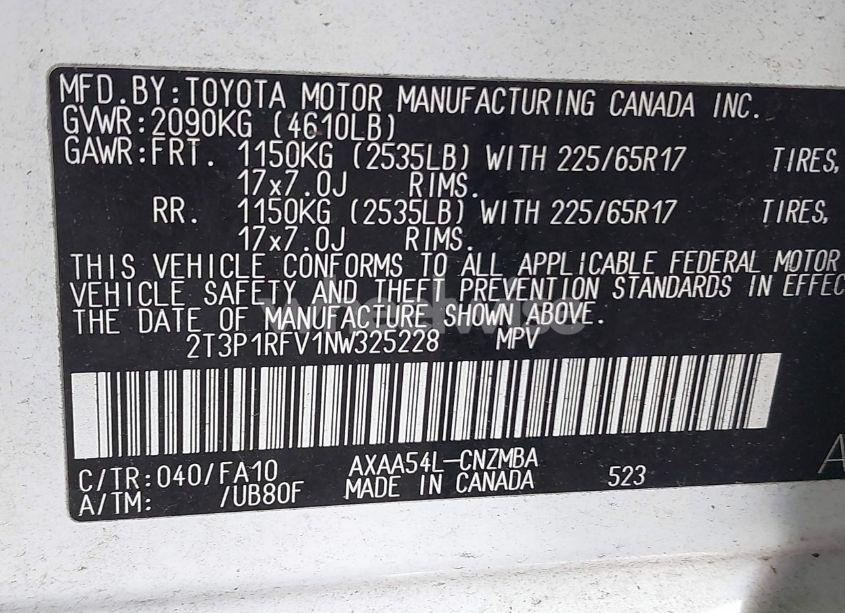 MFD.BY:TOYOTA MOTOR MANUFACTURING CANADA INC.
GVWR:2090KG (4610LB)
GAWR:FRT. 1150KG (2535LB) WITH 225/65R17 TIRES,
17x7.0J RIMS.
RR. 1150KG (2535LB) WITH 225/65R17 TIRES,
17x7.0J RIMS.
THIS VEHICLE CONFORMS TO ALL APPLICABLE FEDERAL MOTOR
VEHICLE SAFETY AND THEFT PREVENTION STANDARDS IN EFFEC
THE DATE OF MANUFACTURE SHOWN ABOVE.
2T3P1RFV1NW325228 MPV
C/TR:040/FA10 AXAA54L-CNZMBA 523
A/TM: /UB80F MADE IN CANADA
A